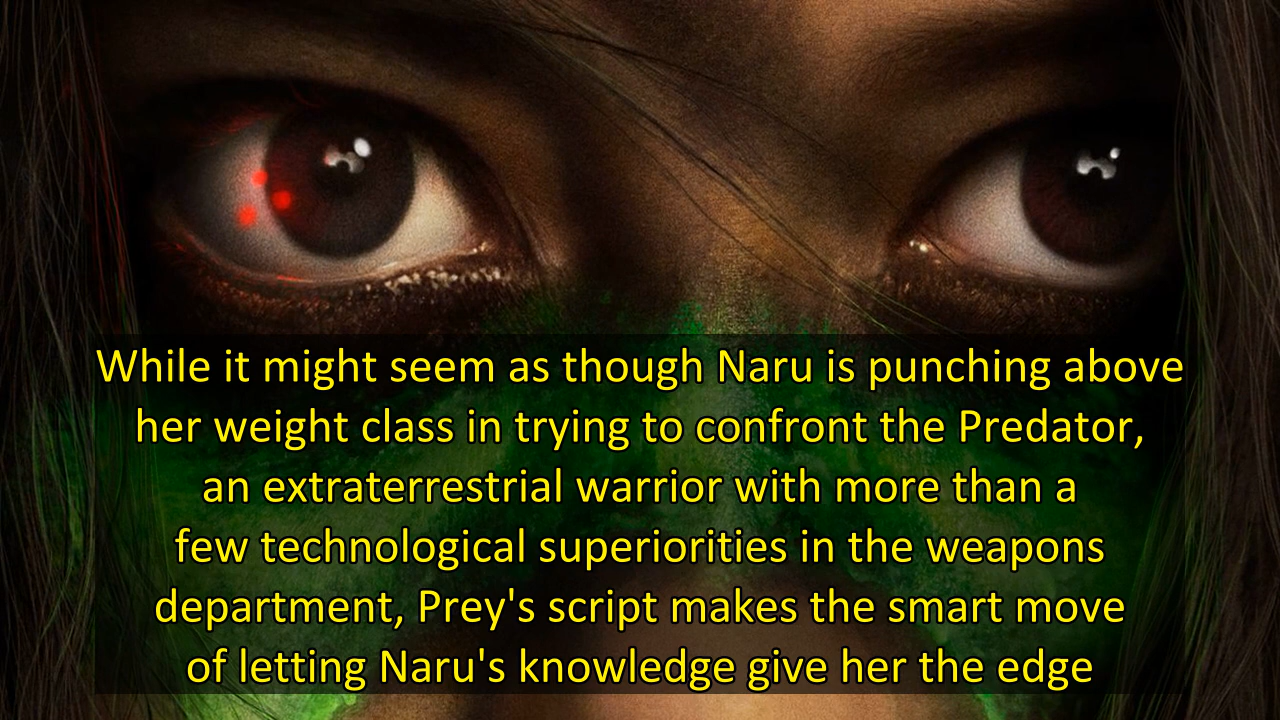 While it might seem as though Naru is punching above
her weight class in trying to confront the Predator,
an extraterrestrial warrior with more than a
few technological superiorities in the weapons
department, Prey's script makes the smart move
of letting Naru's knowledge give her the edge